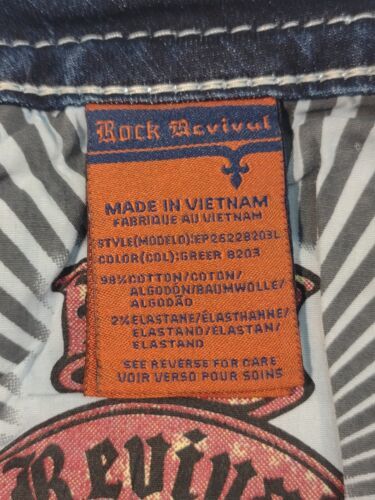 Rock Revival
MADE IN VIETNAM
FABRIQUE AU VIETNAM
STYLE(MODELO):EP26228203L
COLOR(COL):GREER 8203
98%COTTON/COTON/
ALGODÓN/BAUMWOLLE/
ALGODÃO
2%ELASTANE/ELASTHANNE/
ELASTANO/ELASTAN/
ELASTANO
SEE REVERSE FOR CARE
VOIR VERSO POUR SOINS
Revival